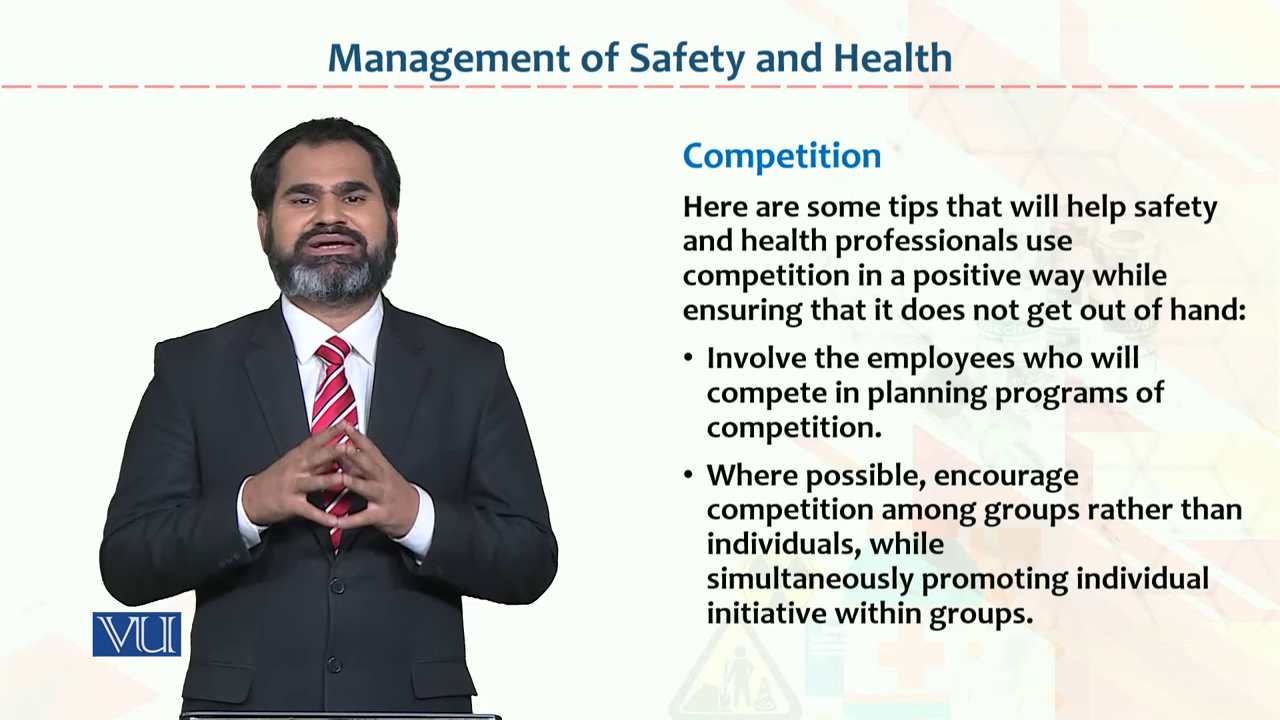 Management of Safety and Health
Competition
Here are some tips that will help safety
and health professionals use
competition in a positive way while
ensuring that it does not get out of hand:
• Involve the employees who will
compete in planning programs of
competition.
• Where possible, encourage
competition among groups rather than
individuals, while
simultaneously promoting individual
initiative within groups.
VU